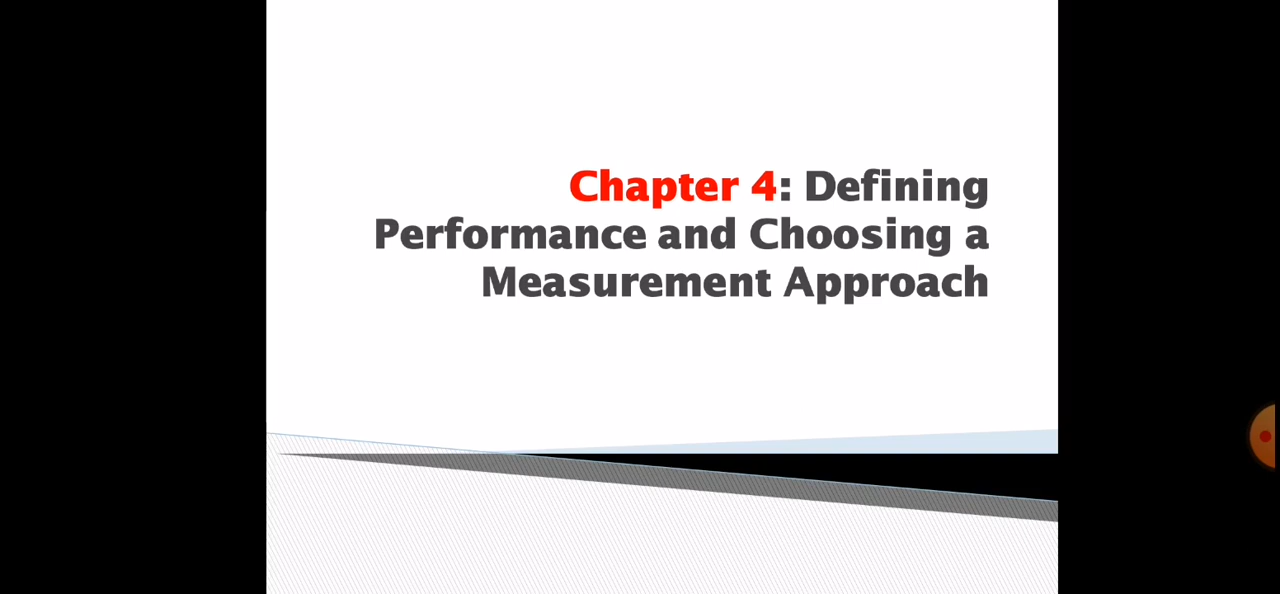 Chapter 4: Defining
Performance and Choosing a
Measurement Approach